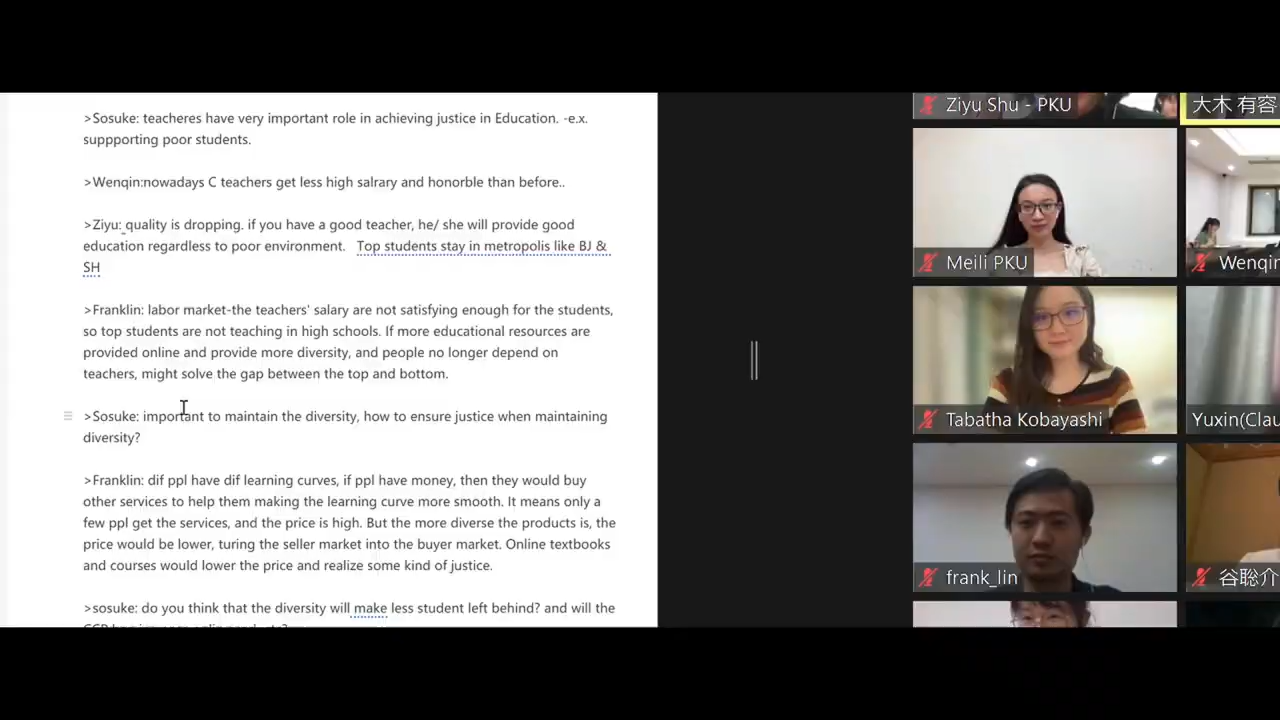 >Sosuke: teacheres have very important role in achieving justice in Education. -e.x.
suppporting poor students.
>Wenqin:nowadays C teachers get less high salrary and honorble than before..
>Ziyu: quality is dropping. if you have a good teacher, he/ she will provide good
education regardless to poor environment. Top students stay in metropolis like BJ &
SH
>Franklin: labor market-the teachers' salary are not satisfying enough for the students,
so top students are not teaching in high schools. If more educational resources are
provided online and provide more diversity, and people no longer depend on
teachers, might solve the gap between the top and bottom.
>Sosuke: important to maintain the diversity, how to ensure justice when maintaining
diversity?
>Franklin: dif ppl have dif learning curves, if ppl have money, then they would buy
other services to help them making the learning curve more smooth. It means only a
few ppl get the services, and the price is high. But the more diverse the products is, the
price would be lower, turing the seller market into the buyer market. Online textbooks
and courses would lower the price and realize some kind of justice.
>sosuke: do you think that the diversity will make less student left behind? and will the
Ziyu Shu - PKU
大木 有容
Meili PKU
Wenqin
Tabatha Kobayashi
Yuxin(Clau
frank_lin
谷聡介